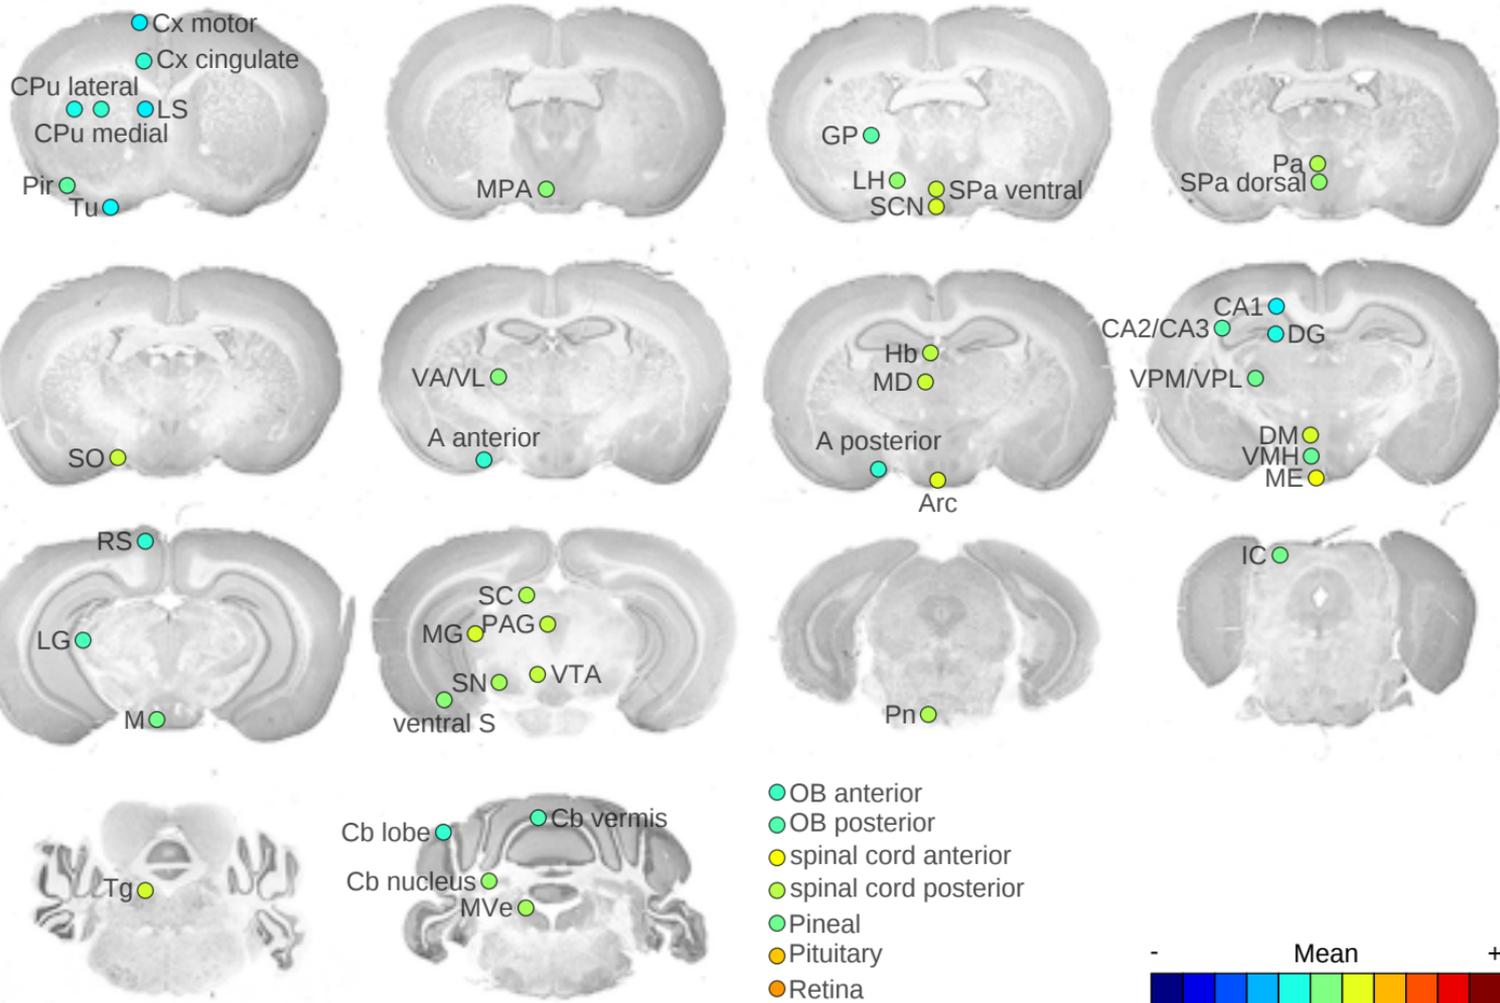 Cx motor
Cx cingulate
CPu lateral
LS
CPu medial
Pir
Tu
MPA
GP
LH
SPa ventral
SCN
Pa
SPa dorsal
SO
VA/VL
A anterior
Hb
MD
A posterior
Arc
CA1
CA2/CA3
DG
VPM/VPL
DM
VMH
ME
RS
LG
M
SC
PAG
MG
VTA
SN
ventral S
Pn
IC
Tg
Cb vermis
Cb lobe
Cb nucleus
MVe
OB anterior
OB posterior
spinal cord anterior
spinal cord posterior
Pineal
Pituitary
Retina
- Mean +